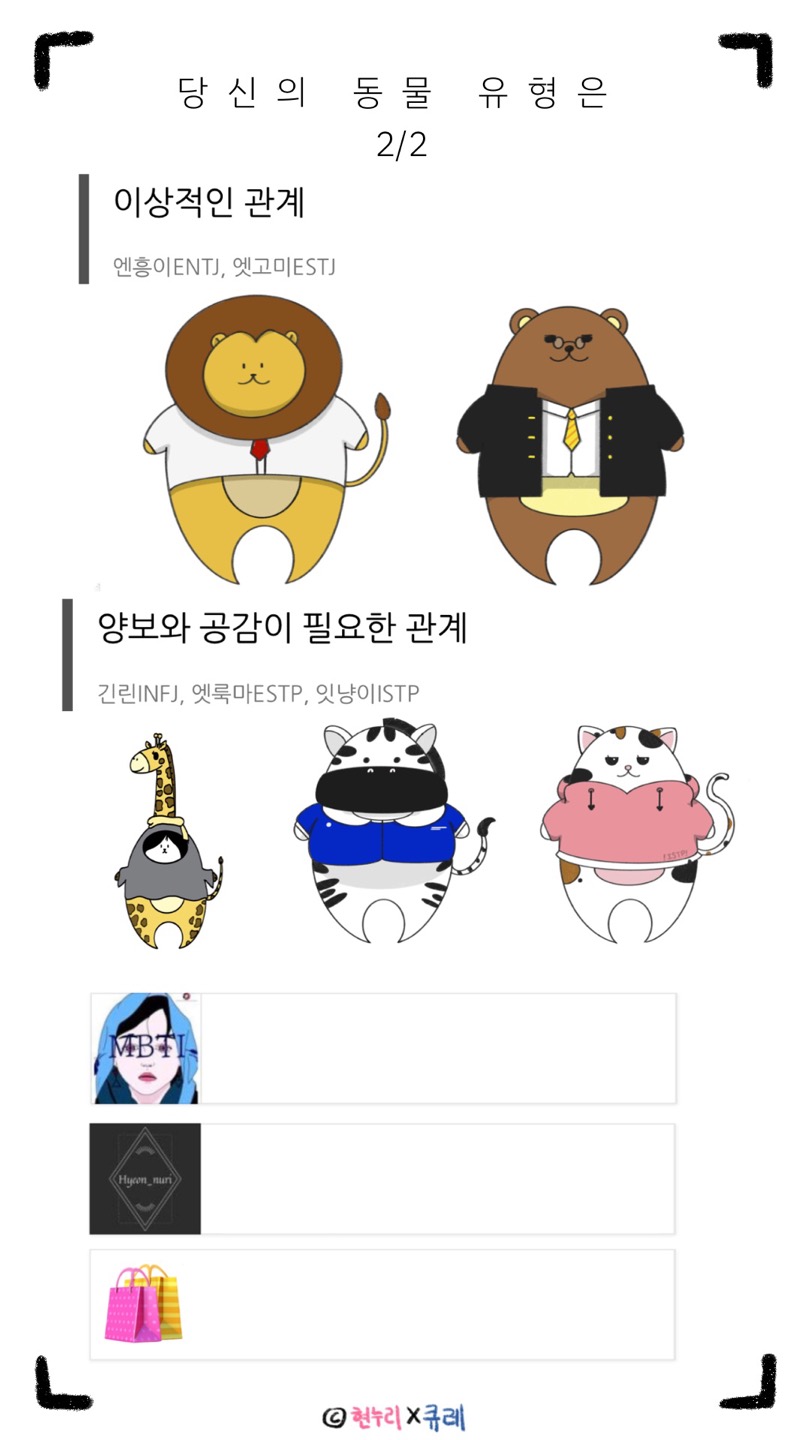 당신의 동물 유형은
2/2
이상적인 관계
엔흥이ENTJ, 엣고미ESTJ
양보와 공감이 필요한 관계
긴린INFJ, 엣룩마ESTP, 잇냥이ISTP
MBTI
Hyeon_nuri
© 현누리 X 큐레